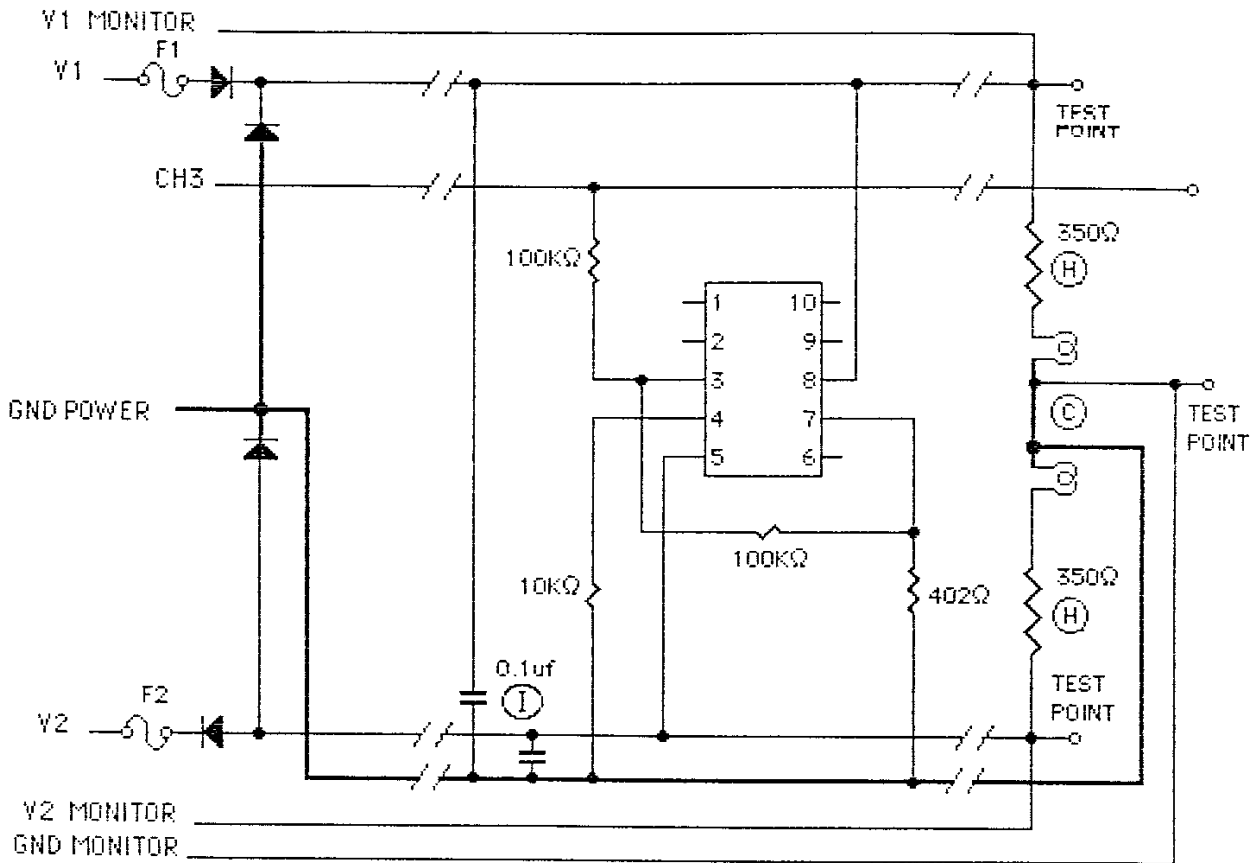 V1 MONITOR
F1
V1
TEST
POINT
CH3
350Ω
H
100KΩ
1 10
2 9
3 8
4 7
5 6
GND POWER
C
TEST
POINT
100KΩ
10KΩ
402Ω
350Ω
H
0.1uf
I
F2
TEST
POINT
V2
V2 MONITOR
GND MONITOR